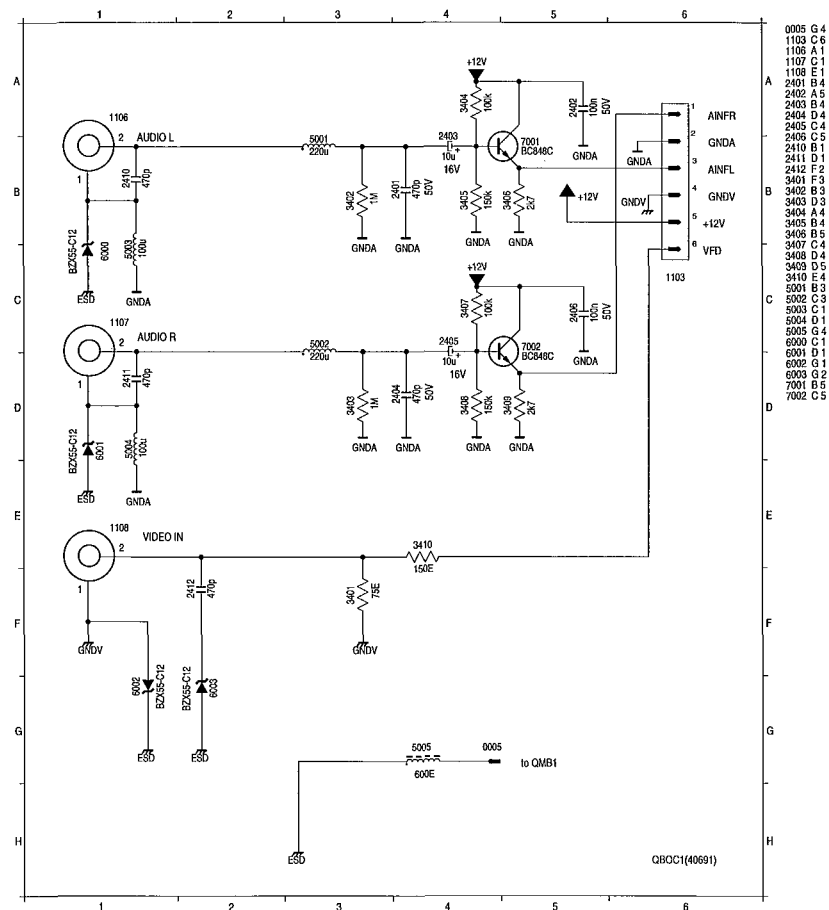 1 2 3 4 5 6
A A
B B
C C
D D
E E
F F
G G
H H
1 2 3 4 5 6
1106
2
AUDIO L
1
2410
470p
BZX55-C12
6000
5003
100u
ESD
GNDA
5001
220u
3402
1M
GNDA
2401
470p
50V
GNDA
2403
10u +
16V
+12V
3404
100k
3405
150k
GNDA
7001
BC848C
3406
2k7
GNDA
2402
100n
50V
GNDA
+12V
1 AINFR
2 GNDA
3 AINFL
4 GNDV
5 +12V
6 VFD
1103
GNDA
GNDV
1107
2
AUDIO R
1
2411
470p
BZX55-C12
6001
5004
100u
ESD
GNDA
5002
220u
3403
1M
GNDA
2404
470p
50V
GNDA
2405
10u +
16V
+12V
3407
100k
3408
150k
GNDA
7002
BC848C
3409
2k7
GNDA
2406
100n
50V
GNDA
1108
2
VIDEO IN
1
GNDV
6002
BZX55-C12
ESD
2412
470p
BZX55-C12
6003
ESD
3401
75E
GNDV
3410
150E
5005
600E
0005
to QMB1
ESD
QBOC1(40691)
0005 G 4
1103 C 6
1106 A 1
1107 C 1
1108 E 1
2401 B 4
2402 A 5
2403 B 4
2404 D 4
2405 C 4
2406 C 5
2410 B 1
2411 D 1
2412 F 2
3401 F 3
3402 B 3
3403 D 3
3404 A 4
3405 B 4
3406 B 5
3407 C 4
3408 D 4
3409 D 5
3410 E 4
5001 B 3
5002 C 3
5003 C 1
5004 D 1
5005 G 4
6000 C 1
6001 D 1
6002 G 1
6003 G 2
7001 B 5
7002 C 5